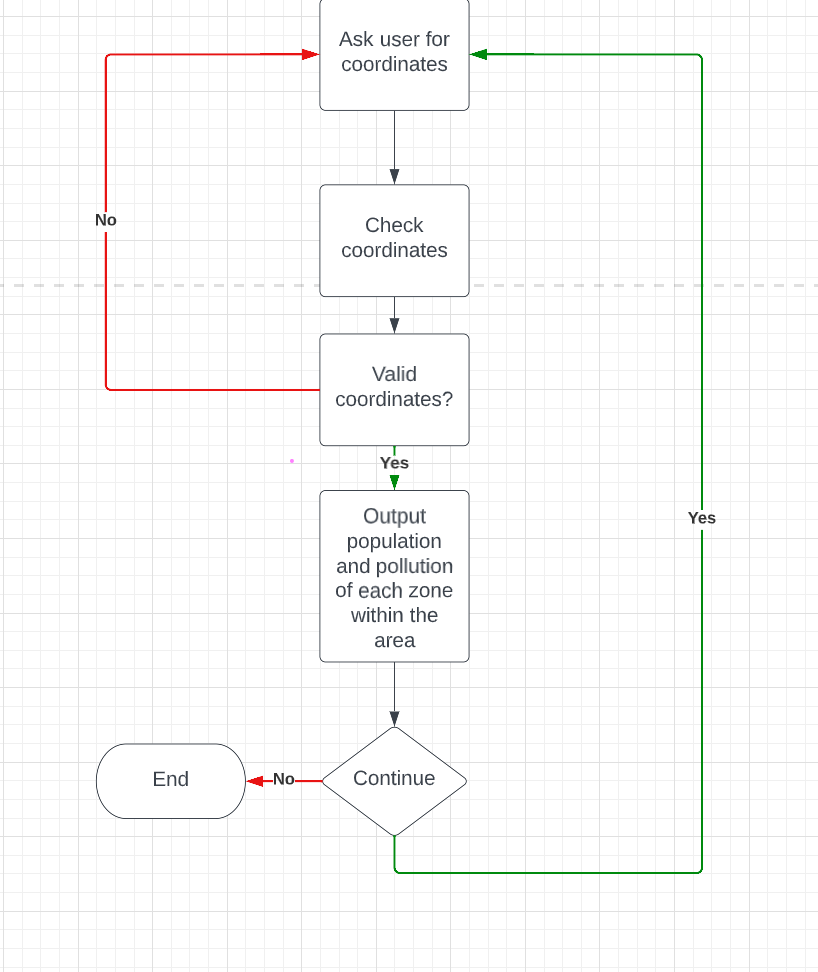 Ask user for
coordinates
No
Check
coordinates
Valid
coordinates?
Yes
Output
population
and pollution
of each zone
within the
area
Yes
End
No
Continue